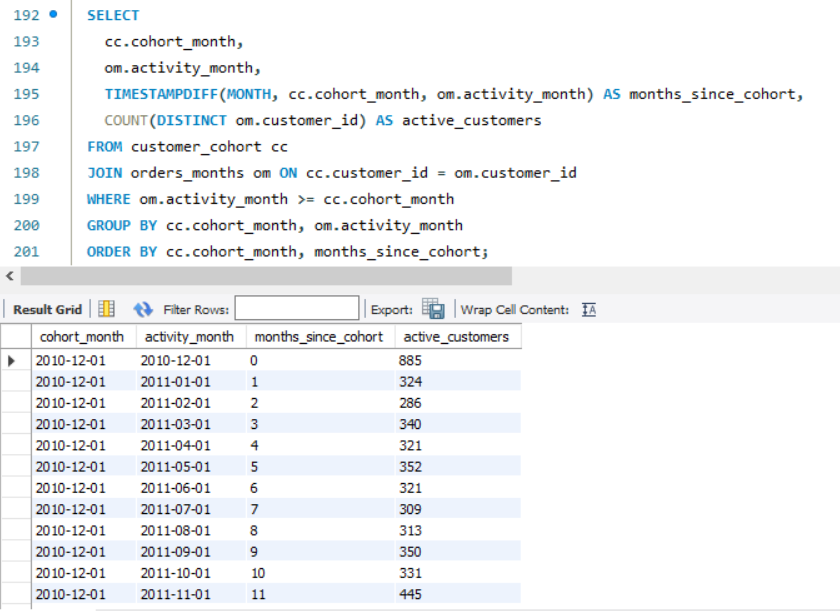 192 SELECT
193 cc.cohort_month,
194 om.activity_month,
195 TIMESTAMPDIFF(MONTH, cc.cohort_month, om.activity_month) AS months_since_cohort,
196 COUNT(DISTINCT om.customer_id) AS active_customers
197 FROM customer_cohort cc
198 JOIN orders_months om ON cc.customer_id = om.customer_id
199 WHERE om.activity_month >= cc.cohort_month
200 GROUP BY cc.cohort_month, om.activity_month
201 ORDER BY cc.cohort_month, months_since_cohort;
Result Grid Filter Rows: Export: Wrap Cell Content:
cohort_month activity_month months_since_cohort active_customers
2010-12-01 2010-12-01 0 885
2010-12-01 2011-01-01 1 324
2010-12-01 2011-02-01 2 286
2010-12-01 2011-03-01 3 340
2010-12-01 2011-04-01 4 321
2010-12-01 2011-05-01 5 352
2010-12-01 2011-06-01 6 321
2010-12-01 2011-07-01 7 309
2010-12-01 2011-08-01 8 313
2010-12-01 2011-09-01 9 350
2010-12-01 2011-10-01 10 331
2010-12-01 2011-11-01 11 445